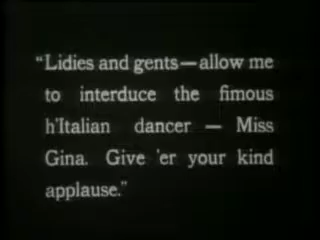 “Lidies and gents—allow me
to interduce the fimous
h'Italian dancer — Miss
Gina. Give 'er your kind
applause.”